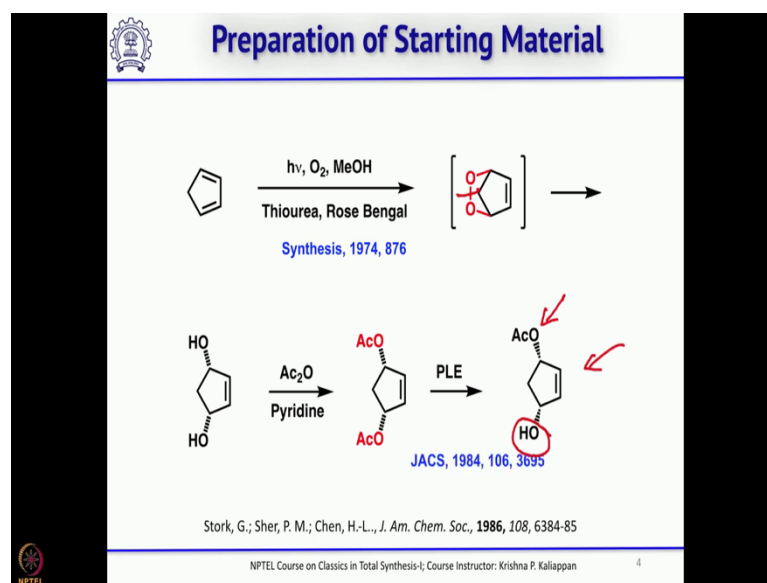 Preparation of Starting Material
hν, O₂, MeOH
Thiourea, Rose Bengal
Synthesis, 1974, 876
O
O
HO
HO
Ac₂O
Pyridine
AcO
AcO
PLE
AcO
HO
JACS, 1984, 106, 3695
Stork, G.; Sher, P. M.; Chen, H.-L.., J. Am. Chem. Soc., 1986, 108, 6384-85
NPTEL Course on Classics in Total Synthesis-I; Course Instructor: Krishna P. Kaliappan
4
NPTEL